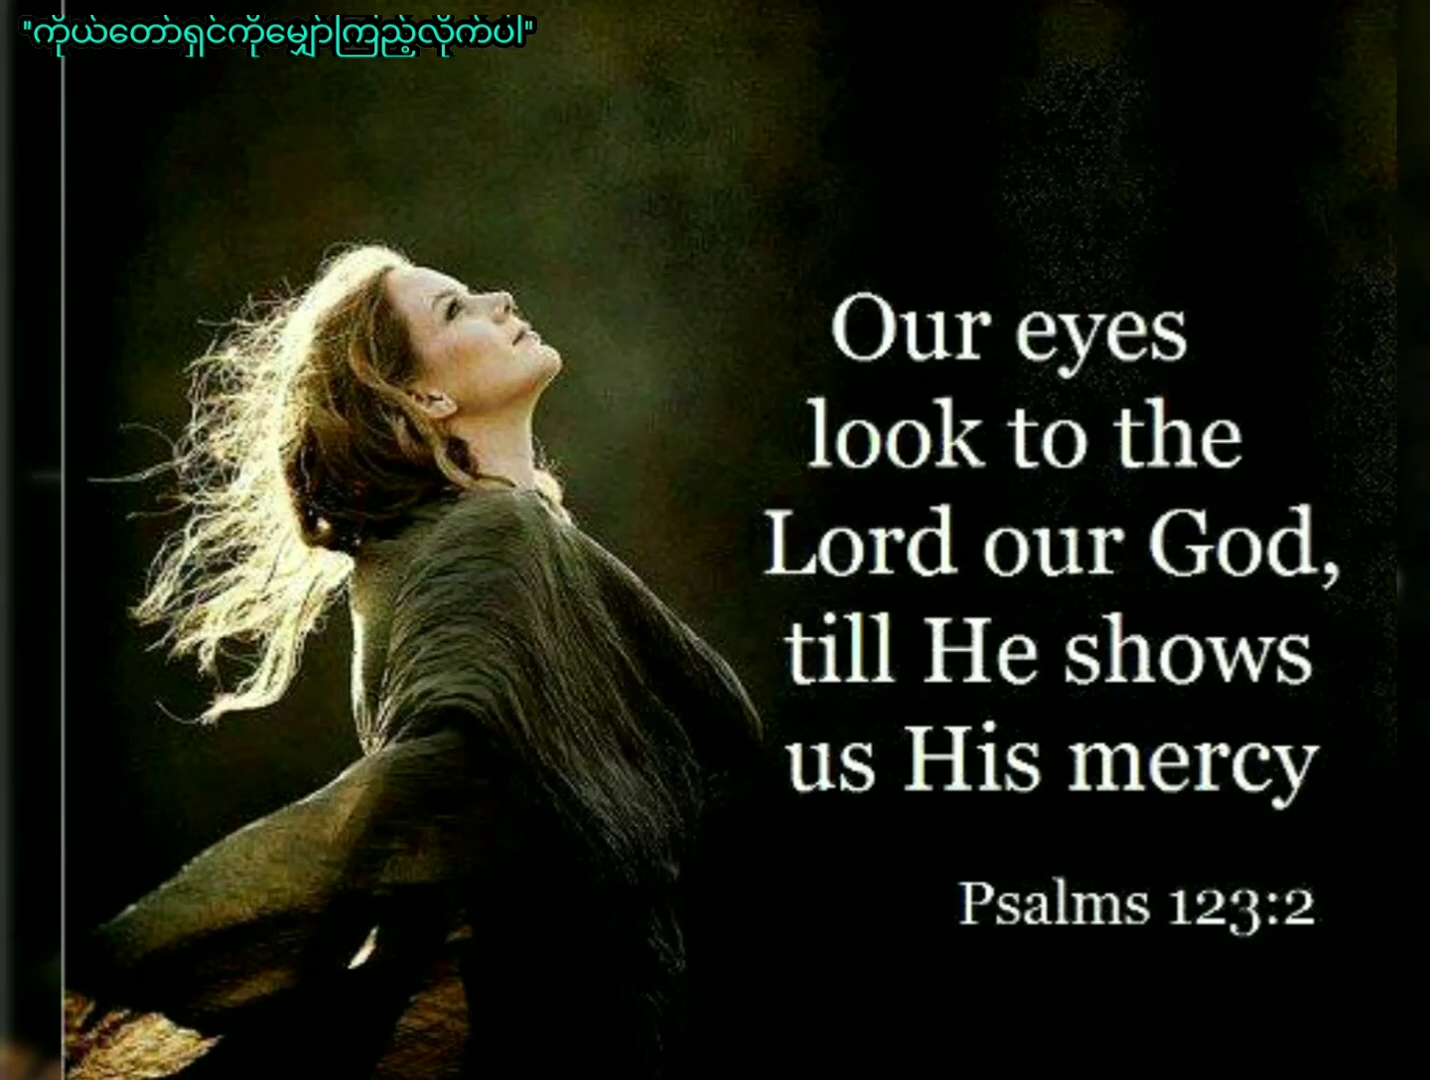 "ကိုယ်တော်ရှင်ကိုမျှော်ကြည့်လိုက်ပါ"
Our eyes
look to the
Lord our God,
till He shows
us His mercy
Psalms 123:2